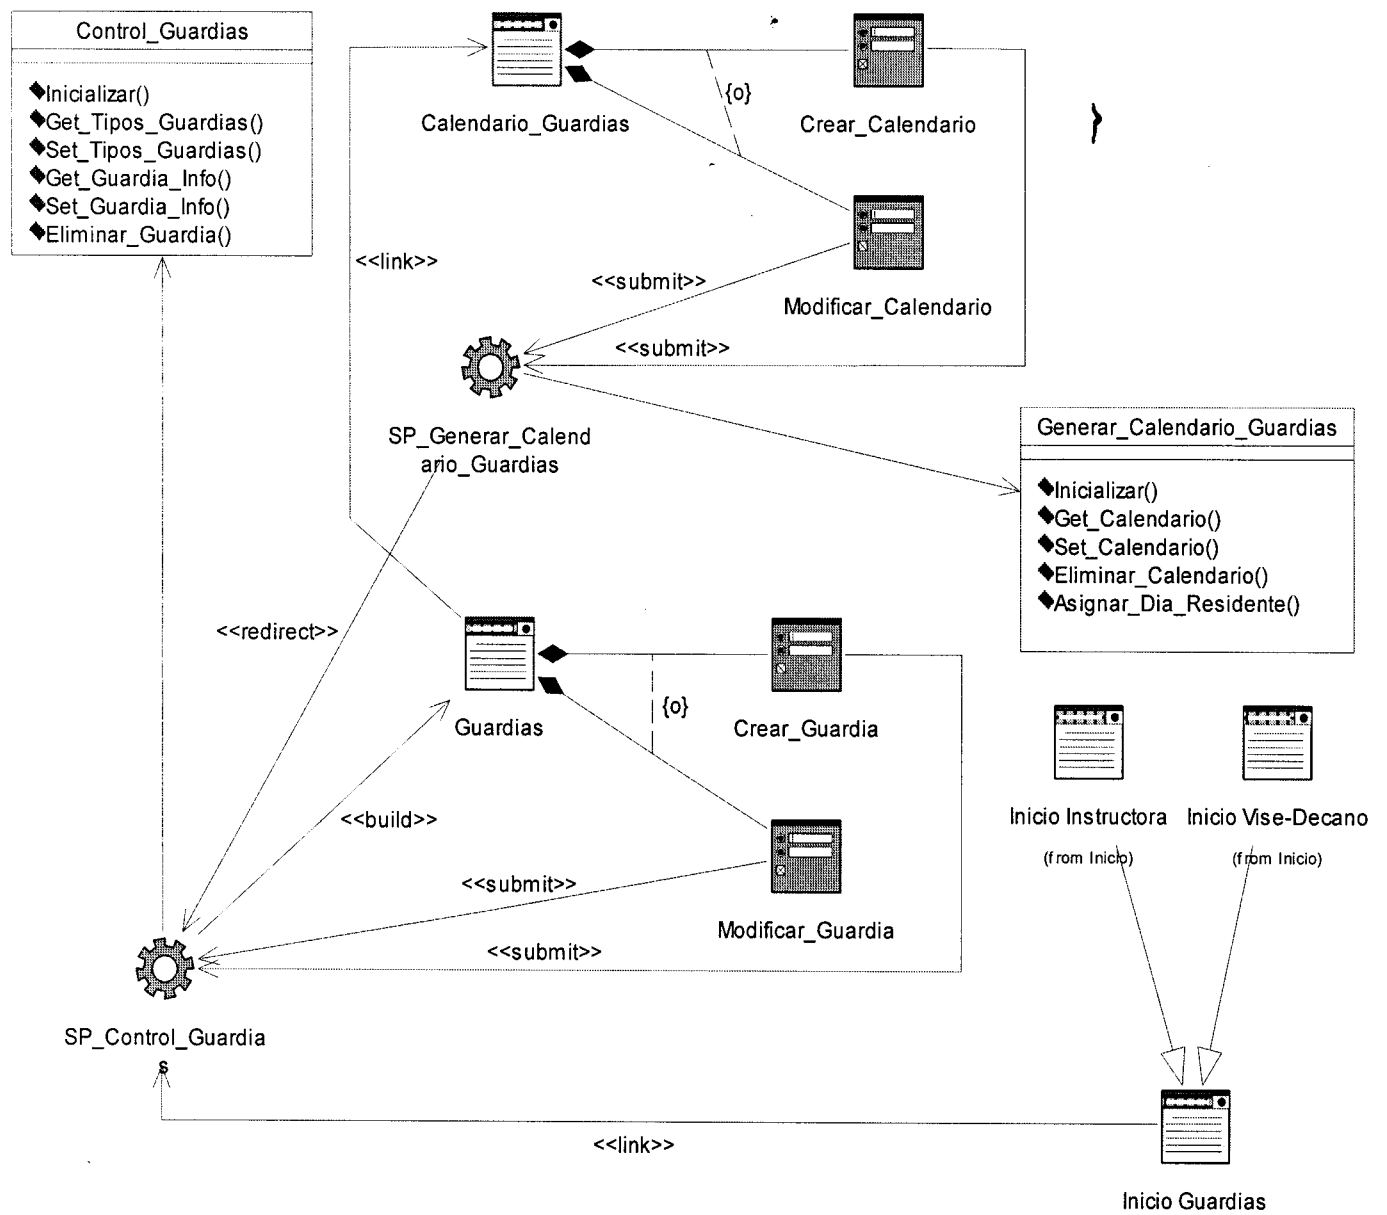 Control_Guardias
Inicializar()
Get_Tipos_Guardias()
Set_Tipos_Guardias()
Get_Guardia_Info()
Set_Guardia_Info()
Eliminar_Guardia()
Calendario_Guardias
{o}
Crear_Calendario
Modificar_Calendario
<<link>>
<<submit>>
<<submit>>
SP_Generar_Calend
ario_Guardias
Generar_Calendario_Guardias
Inicializar()
Get_Calendario()
Set_Calendario()
Eliminar_Calendario()
Asignar_Dia_Residente()
<<redirect>>
Guardias
{o}
Crear_Guardia
<<build>>
Modificar_Guardia
<<submit>>
<<submit>>
Inicio Instructora
(from Inicio)
Inicio Vise-Decano
(from Inicio)
SP_Control_Guardia
s
<<link>>
Inicio Guardias